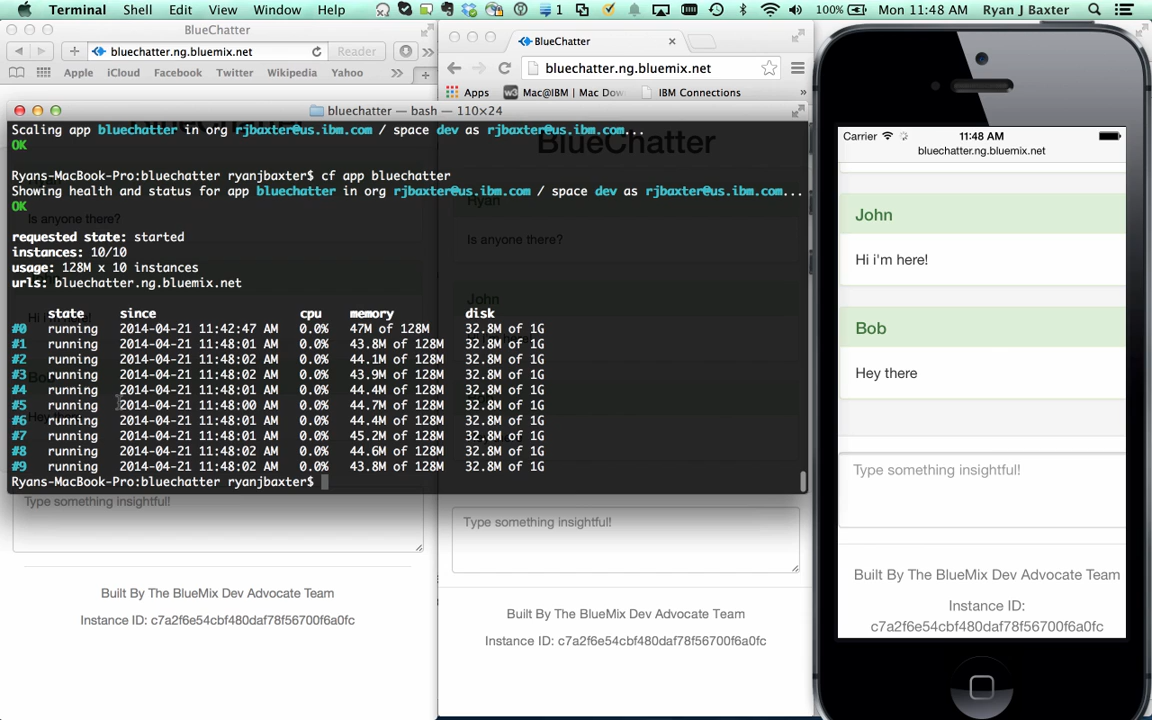 Terminal Shell Edit View Window Help 1 100% Mon 11:48 AM Ryan J Baxter
BlueChatter
bluechatter.ng.bluemix.net Reader
Apple iCloud Facebook Twitter Wikipedia Yahoo
BlueChatter
bluechatter.ng.bluemix.net
Apps w3 Mac@IBM | Mac Dow IBM Connections
bluechatter — bash — 110×24
Scaling app bluechatter in org rjbaxter@us.ibm.com / space dev as rjbaxter@us.ibm.com...
OK
Ryans-MacBook-Pro:bluechatter ryanjbaxter$ cf app bluechatter
Showing health and status for app bluechatter in org rjbaxter@us.ibm.com / space dev as rjbaxter@us.ibm.com...
OK
requested state: started
instances: 10/10
usage: 128M x 10 instances
urls: bluechatter.ng.bluemix.net
state since cpu memory disk
#0 running 2014-04-21 11:42:47 AM 0.0% 47M of 128M 32.8M of 1G
#1 running 2014-04-21 11:48:01 AM 0.0% 43.8M of 128M 32.8M of 1G
#2 running 2014-04-21 11:48:02 AM 0.0% 44.1M of 128M 32.8M of 1G
#3 running 2014-04-21 11:48:02 AM 0.0% 43.9M of 128M 32.8M of 1G
#4 running 2014-04-21 11:48:01 AM 0.0% 44.4M of 128M 32.8M of 1G
#5 running 2014-04-21 11:48:00 AM 0.0% 44.7M of 128M 32.8M of 1G
#6 running 2014-04-21 11:48:01 AM 0.0% 44.4M of 128M 32.8M of 1G
#7 running 2014-04-21 11:48:02 AM 0.0% 45.2M of 128M 32.8M of 1G
#8 running 2014-04-21 11:48:02 AM 0.0% 44.6M of 128M 32.8M of 1G
#9 running 2014-04-21 11:48:02 AM 0.0% 43.8M of 128M 32.8M of 1G
Ryans-MacBook-Pro:bluechatter ryanjbaxter$
Is anyone there?
Bob
Type something insightful!
Built By The BlueMix Dev Advocate Team
Instance ID: c7a2f6e54cbf480daf78f56700f6a0fc
BlueChatter
Ryan
Is anyone there?
John
Type something insightful!
Built By The BlueMix Dev Advocate Team
Instance ID: c7a2f6e54cbf480daf78f56700f6a0fc
Carrier 11:48 AM
bluechatter.ng.bluemix.net
John
Hi i'm here!
Bob
Hey there
Type something insightful!
Built By The BlueMix Dev Advocate Team
Instance ID:
c7a2f6e54cbf480daf78f56700f6a0fc